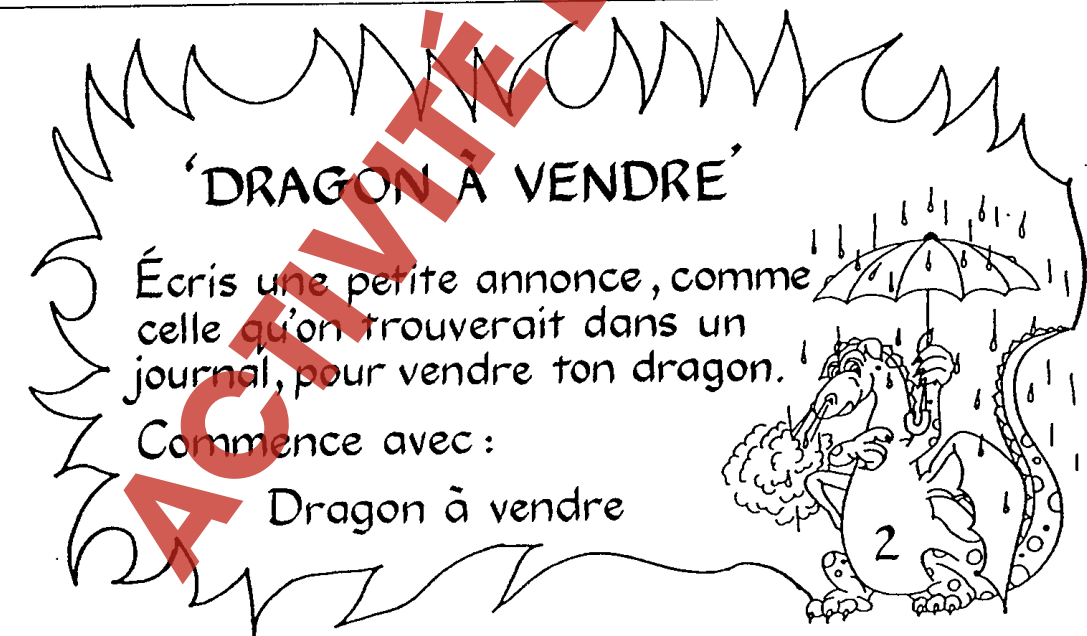 'DRAGON À VENDRE'
Écris une petite annonce, comme
celle qu'on trouverait dans un
journal, pour vendre ton dragon.
Commence avec :
Dragon à vendre
2
ACTIVITÉ